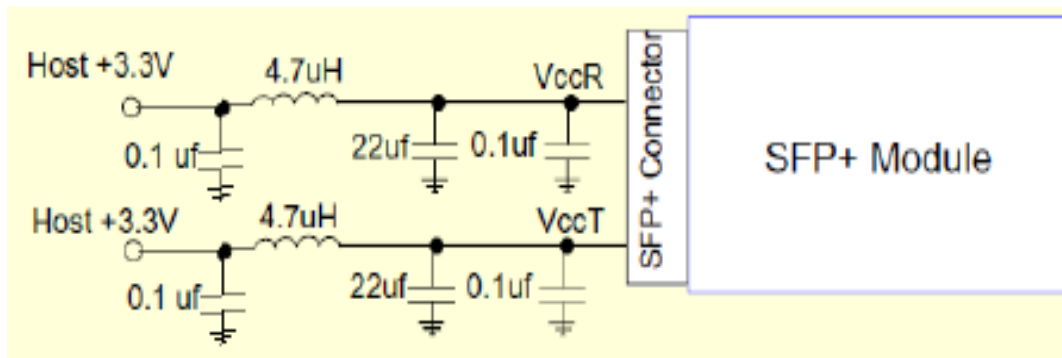 Host +3.3V
4.7uH
VccR
0.1 uf
22uf
0.1uf
Host +3.3V
4.7uH
VccT
0.1 uf
22uf
0.1uf
SFP+ Connector
SFP+ Module